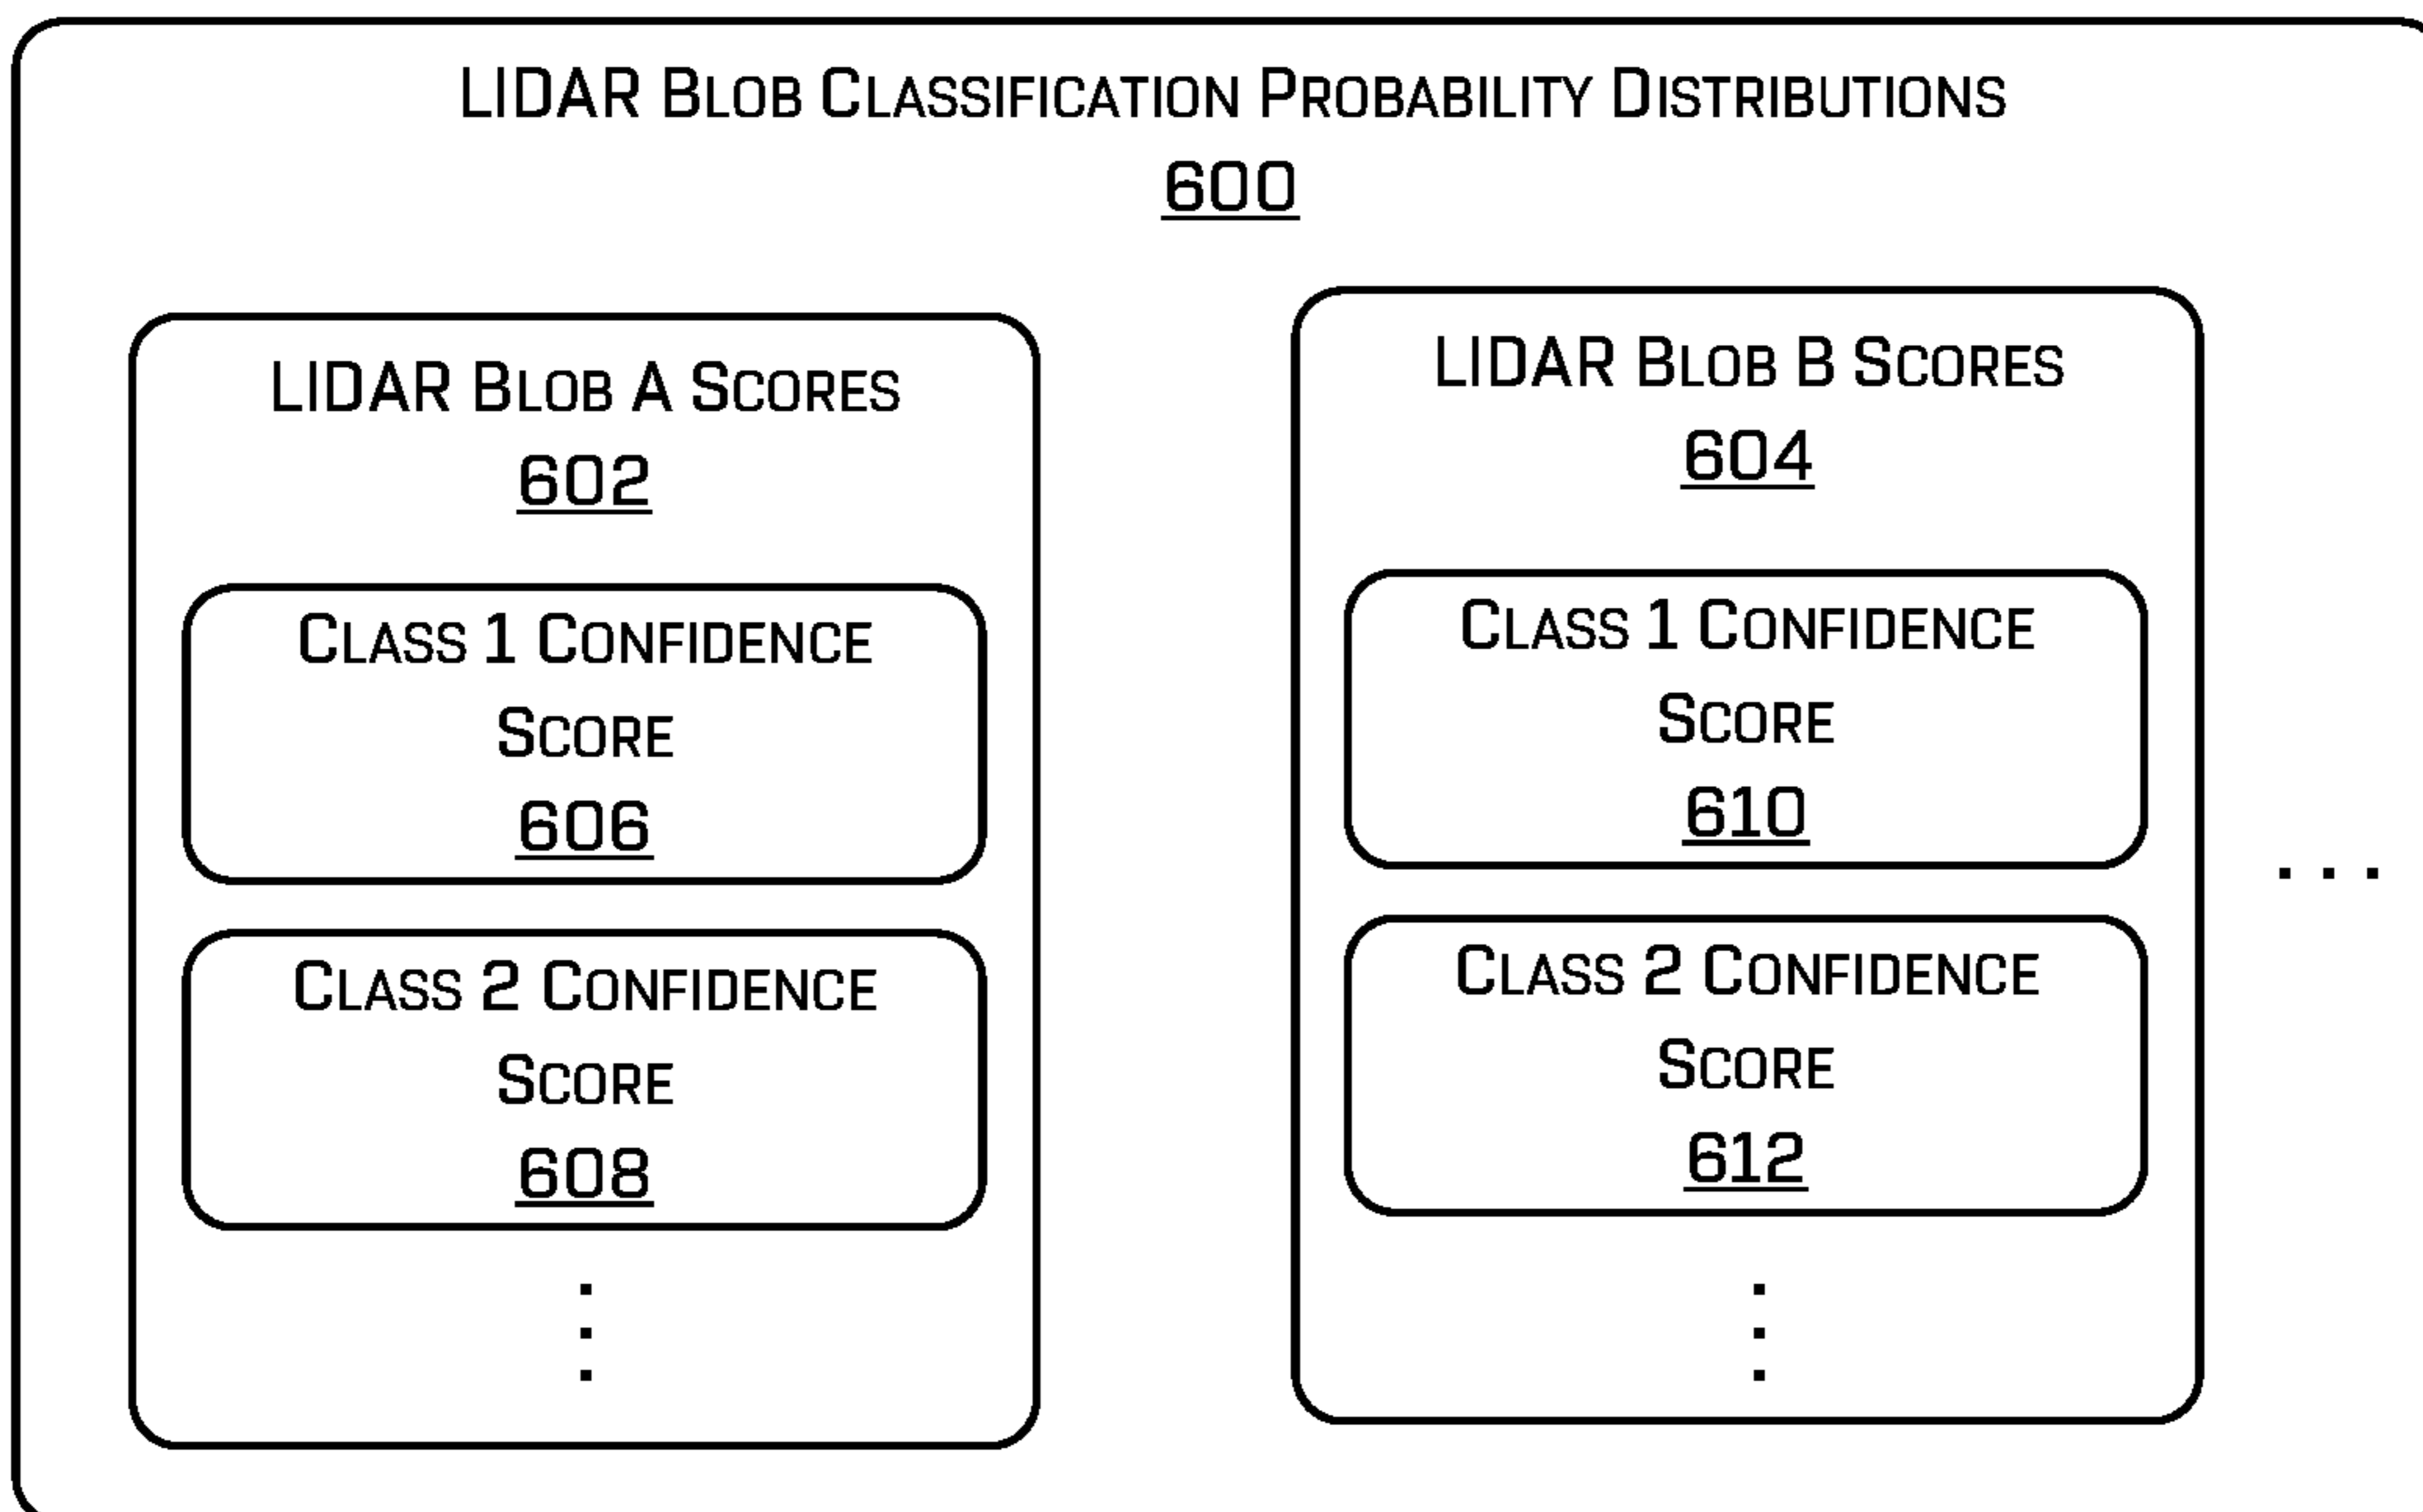 LIDAR Blob Classification Probability Distributions
600
LIDAR Blob A Scores
602
Class 1 Confidence
Score
606
Class 2 Confidence
Score
608
LIDAR Blob B Scores
604
Class 1 Confidence
Score
610
Class 2 Confidence
Score
612
. . .